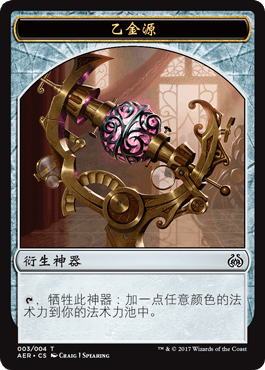 乙金源
衍生神器
,牺牲此神器:加一点任意颜色的法
术力到你的法术力池中。
003/004 T
AER • CS CRAIG J SPEARING
™ & © 2017 Wizards of the Coast